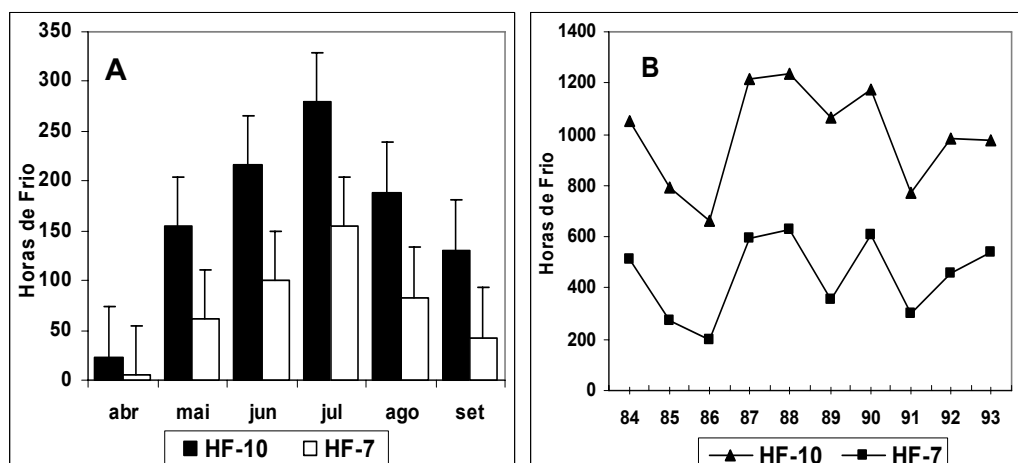 A
Horas de Frio
350
300
250
200
150
100
50
0
abr mai jun jul ago set
HF-10 HF-7
B
Horas de Frio
1400
1200
1000
800
600
400
200
0
84 85 86 87 88 89 90 91 92 93
HF-10 HF-7